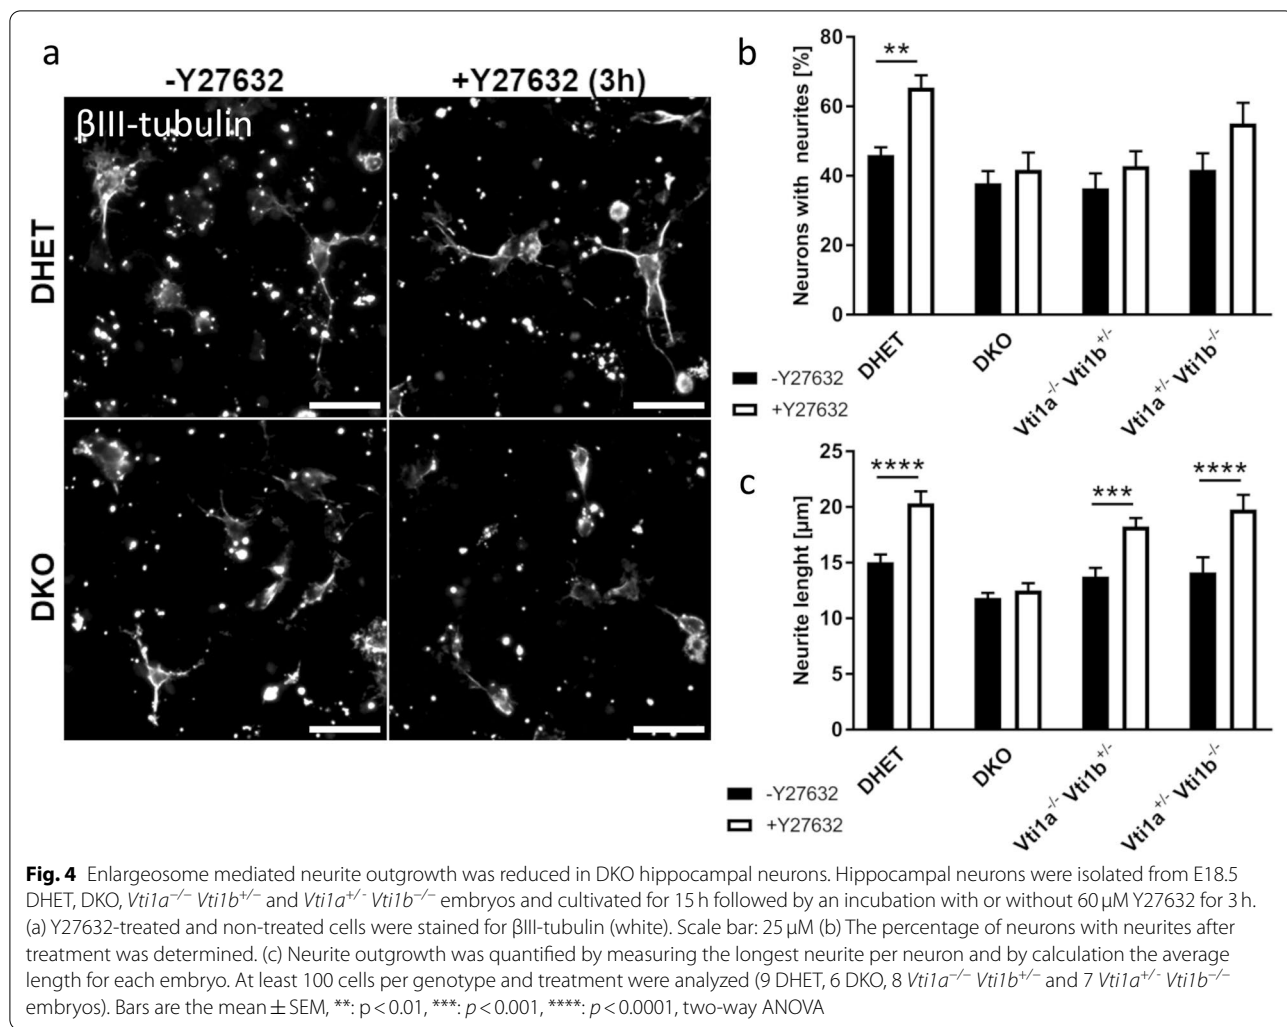 a
-Y27632
+Y27632 (3h)
βIII-tubulin
DHET
DKO
b
Neurons with neurites [%]
80
60
40
20
0
**
DHET
DKO
Vti1a-/- Vti1b+/-
Vti1a+/- Vti1b-/-
-Y27632
+Y27632
c
Neurite lenght [µm]
25
20
15
10
5
0
****
***
****
DHET
DKO
Vti1a-/- Vti1b+/-
Vti1a+/- Vti1b-/-
-Y27632
+Y27632
Fig. 4 Enlargeosome mediated neurite outgrowth was reduced in DKO hippocampal neurons. Hippocampal neurons were isolated from E18.5
DHET, DKO, Vti1a−/− Vti1b+/− and Vti1a+/- Vti1b−/− embryos and cultivated for 15 h followed by an incubation with or without 60 µM Y27632 for 3 h.
(a) Y27632-treated and non-treated cells were stained for βIII-tubulin (white). Scale bar: 25 µM (b) The percentage of neurons with neurites after
treatment was determined. (c) Neurite outgrowth was quantified by measuring the longest neurite per neuron and by calculation the average
length for each embryo. At least 100 cells per genotype and treatment were analyzed (9 DHET, 6 DKO, 8 Vti1a−/− Vti1b+/− and 7 Vti1a+/- Vti1b−/−
embryos). Bars are the mean ± SEM, **: p < 0.01, ***: p < 0.001, ****: p < 0.0001, two-way ANOVA